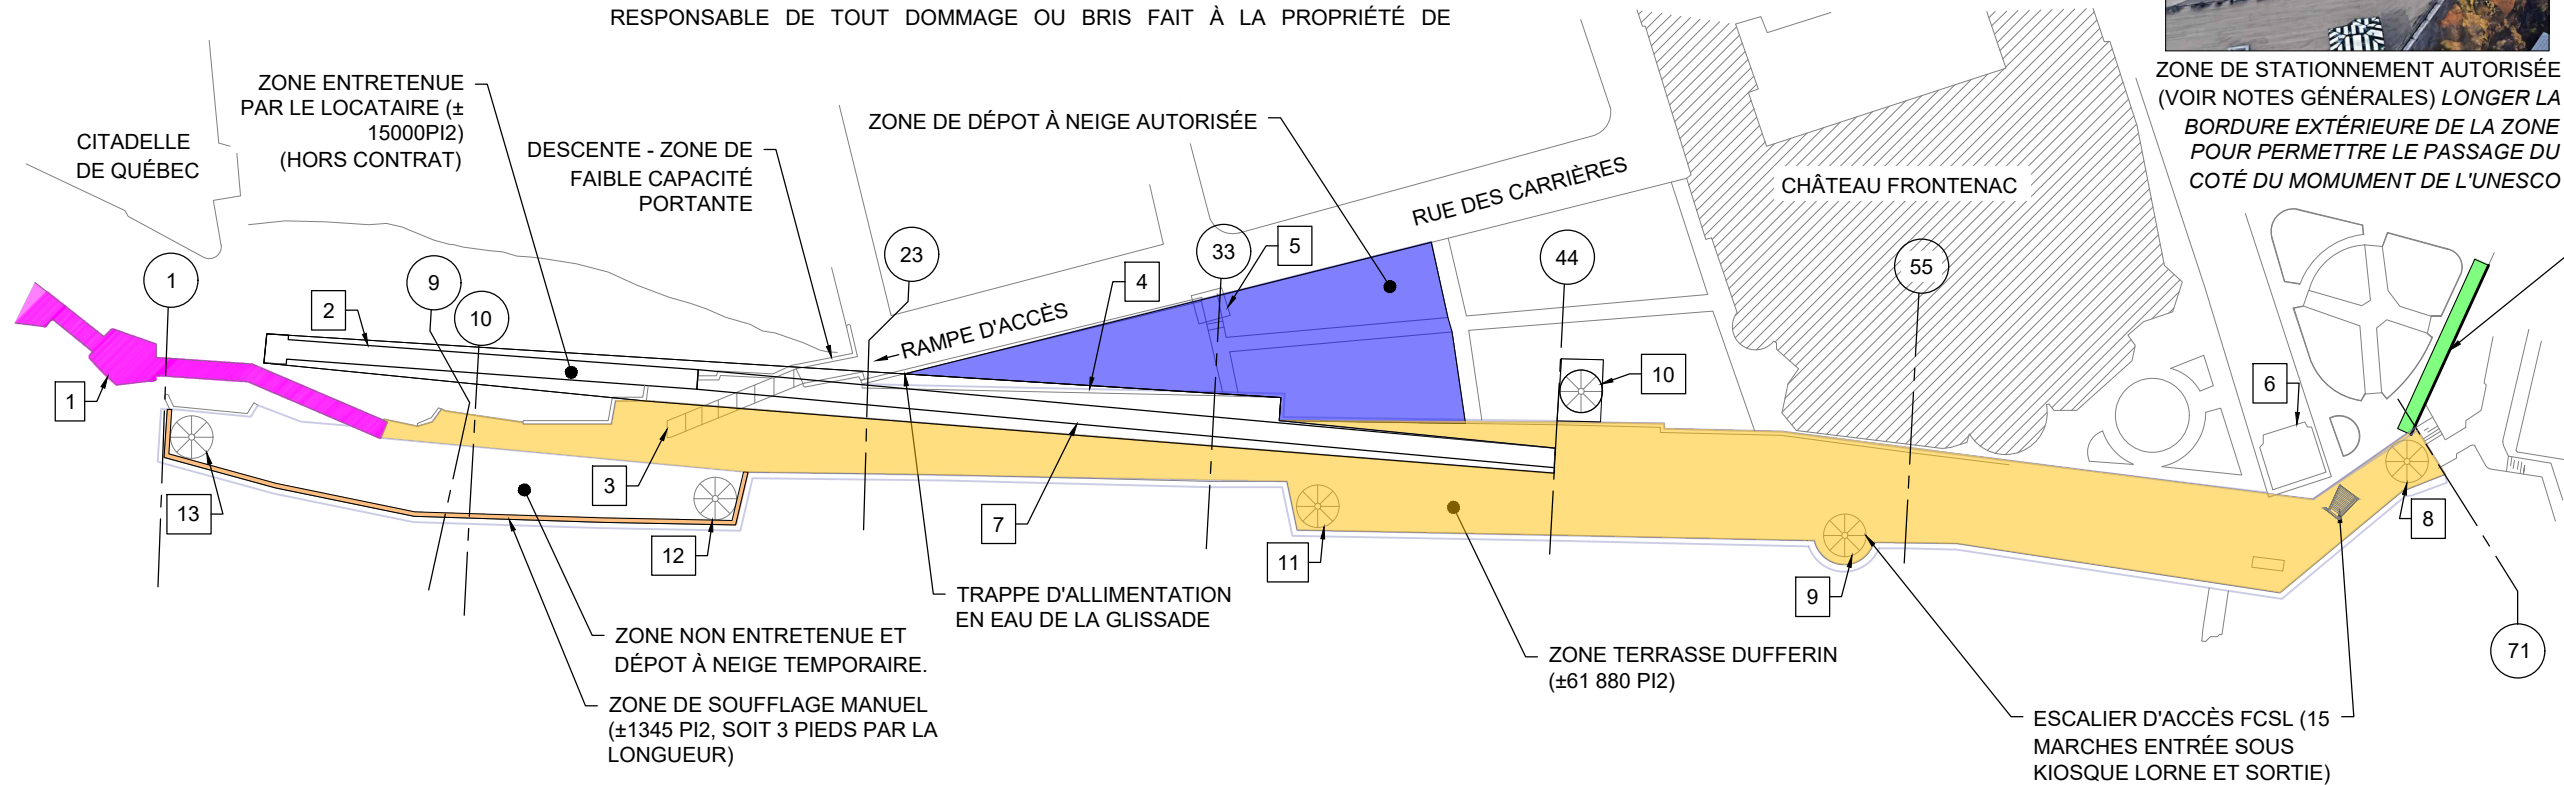 RESPONSABLE DE TOUT DOMMAGE OU BRIS FAIT À LA PROPRIÉTÉ DE
ZONE ENTRETENUE
PAR LE LOCATAIRE (±
15000PI2)
(HORS CONTRAT)
CITADELLE
DE QUÉBEC
DESCENTE - ZONE DE
FAIBLE CAPACITÉ
PORTANTE
ZONE DE DÉPOT À NEIGE AUTORISÉE
RUE DES CARRIÈRES
CHÂTEAU FRONTENAC
ZONE DE STATIONNEMENT AUTORISÉE
(VOIR NOTES GÉNÉRALES) LONGER LA
BORDURE EXTÉRIEURE DE LA ZONE
POUR PERMETTRE LE PASSAGE DU
COTÉ DU MOMUMENT DE L'UNESCO
1
9
10
23
33
44
55
71
RAMPE D'ACCÈS
1
2
3
4
5
6
7
8
9
10
11
12
13
TRAPPE D'ALLIMENTATION
EN EAU DE LA GLISSADE
ZONE NON ENTRETENUE ET
DÉPOT À NEIGE TEMPORAIRE.
ZONE DE SOUFFLAGE MANUEL
(±1345 PI2, SOIT 3 PIEDS PAR LA
LONGUEUR)
ZONE TERRASSE DUFFERIN
(±61 880 PI2)
ESCALIER D'ACCÈS FCSL (15
MARCHES ENTRÉE SOUS
KIOSQUE LORNE ET SORTIE)